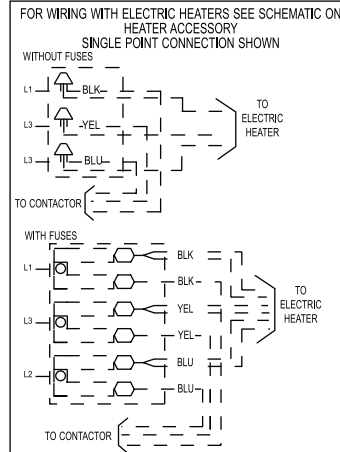 FOR WIRING WITH ELECTRIC HEATERS SEE SCHEMATIC ON
HEATER ACCESSORY
SINGLE POINT CONNECTION SHOWN
WITHOUT FUSES
L1
BLK
L3
YEL
L3
BLU
TO
ELECTRIC
HEATER
TO CONTACTOR
WITH FUSES
L1
BLK
BLK
L3
YEL
YEL
L2
BLU
BLU
TO
ELECTRIC
HEATER
TO CONTACTOR